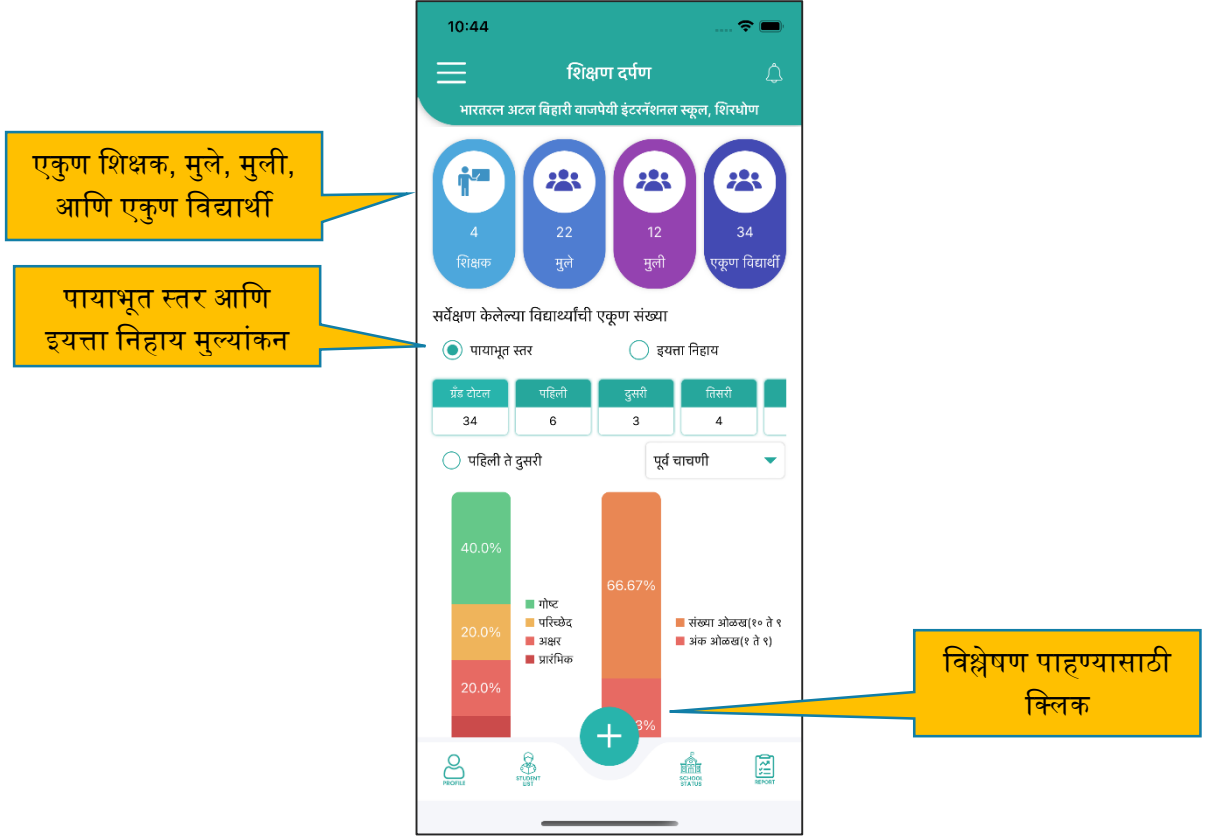 10:44
शिक्षण दर्पण
भारतरत्न अटल बिहारी वाजपेयी इंटरनॅशनल स्कूल, शिरधोण
एकुण शिक्षक, मुले, मुली,
आणि एकुण विद्यार्थी
4 22 12 34
शिक्षक मुले मुली एकूण विद्यार्थी
पायाभूत स्तर आणि
इयत्ता निहाय मुल्यांकन
सर्वेक्षण केलेल्या विद्यार्थ्यांची एकूण संख्या
पायाभूत स्तर इयत्ता निहाय
ग्रँड टोटल पहिली दुसरी तिसरी
34 6 3 4
पहिली ते दुसरी पूर्व चाचणी
40.0%
20.0%
20.0%
गोष्ट
परिच्छेद
अक्षर
प्रारंभिक
66.67%
3%
संख्या ओळख(१० ते ९
अंक ओळख(१ ते ९)
विश्लेषण पाहण्यासाठी
क्लिक
+
PROFILE
STUDENT
LIST
SCHOOL
STATUS
REPORT